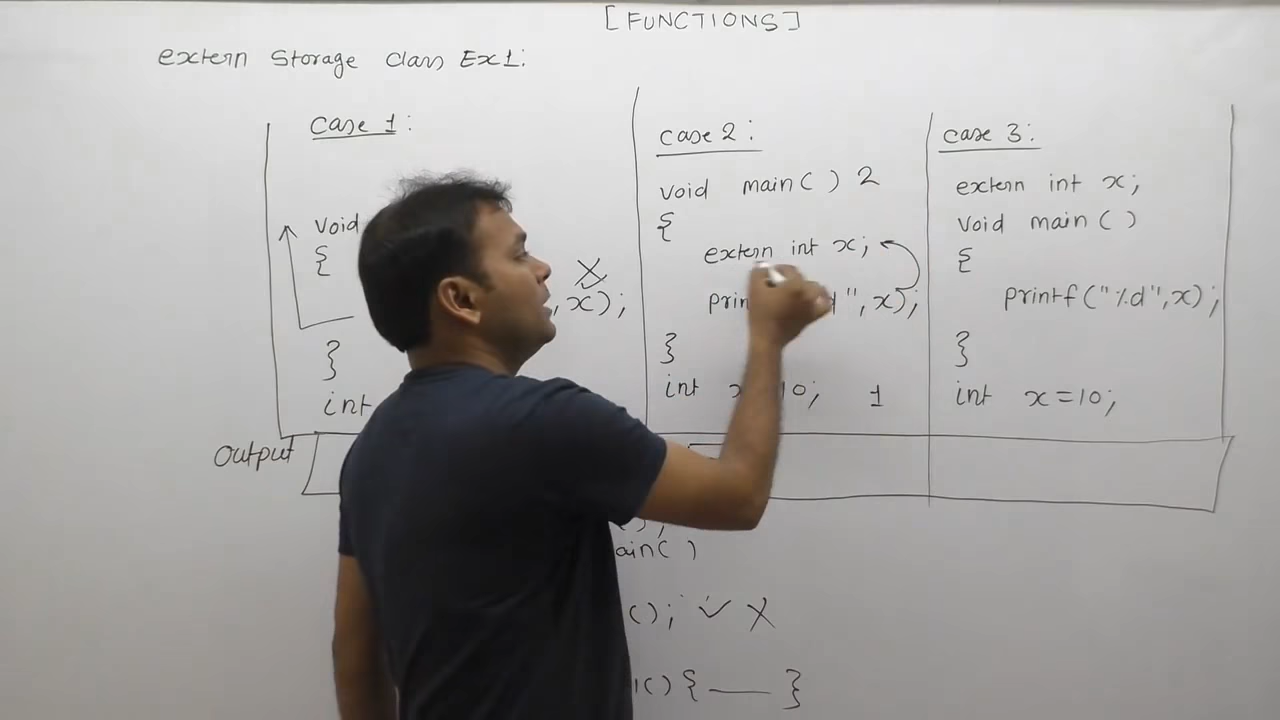 [FUNCTIONS]
extern Storage class Ex1:
Case 1:
void
{
, x); X
}
int
case 2:
void main( ) 2
{
extern int x;
", x);
}
int 10; 1
case 3:
extern int x;
void main( )
{
printf("%d",x);
}
int x=10;
Output
ain( )
(); ✓ X
() { —— }